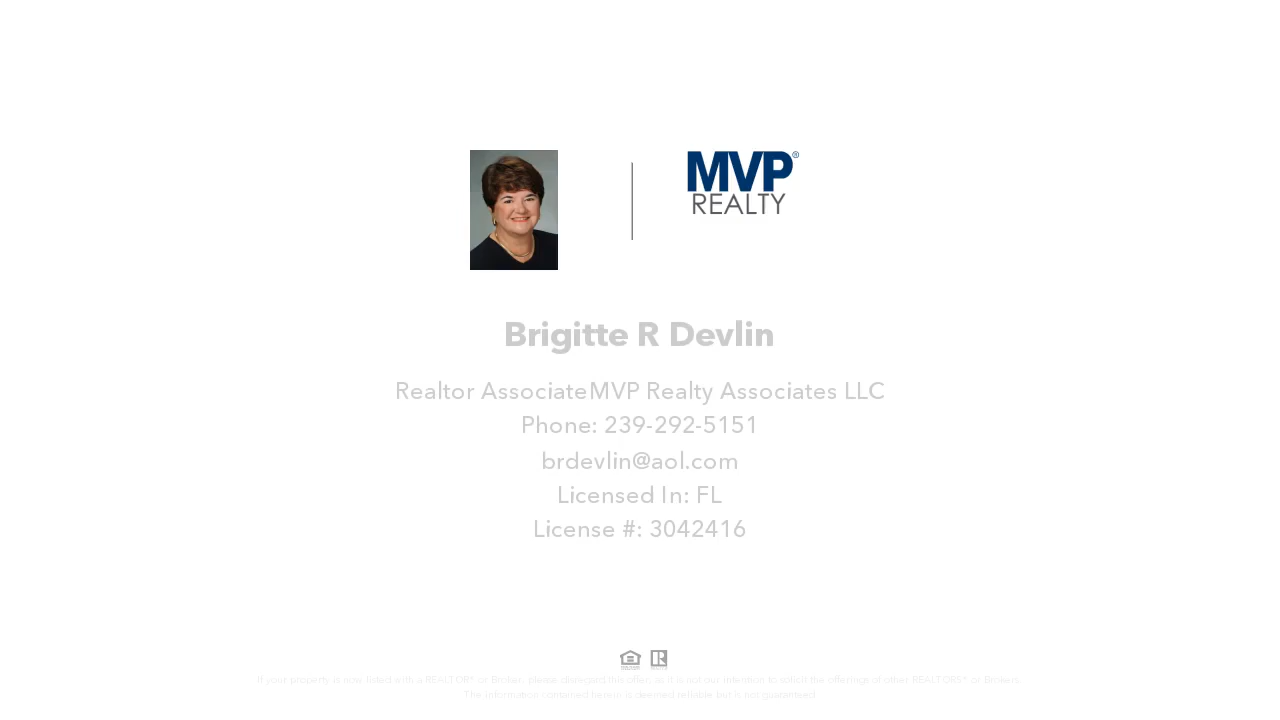 MVP®
REALTY
Brigitte R Devlin
Realtor AssociateMVP Realty Associates LLC
Phone: 239-292-5151
brdevlin@aol.com
Licensed In: FL
License #: 3042416
If your property is now listed with a REALTOR® or Broker, please disregard this offer, as it is not our intention to solicit the offerings of other REALTORS® or Brokers.
The information contained herein is deemed reliable but is not guaranteed.